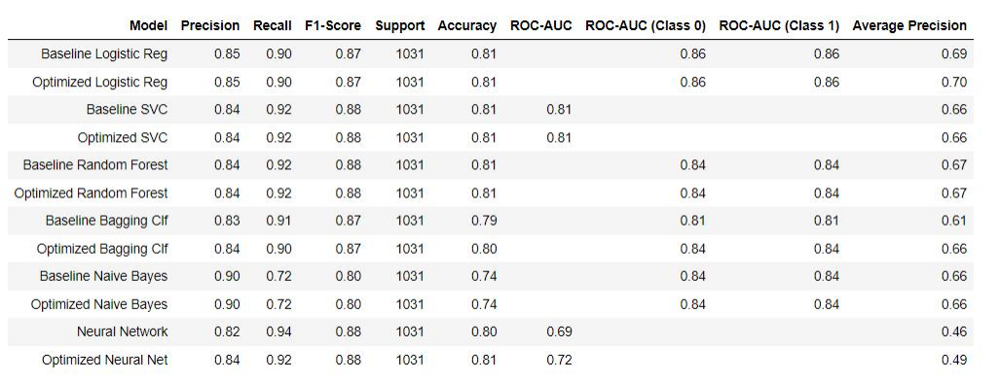 Model Precision Recall F1-Score Support Accuracy ROC-AUC ROC-AUC (Class 0) ROC-AUC (Class 1) Average Precision
Baseline Logistic Reg 0.85 0.90 0.87 1031 0.81 0.86 0.86 0.69
Optimized Logistic Reg 0.85 0.90 0.87 1031 0.81 0.86 0.86 0.70
Baseline SVC 0.84 0.92 0.88 1031 0.81 0.81 0.66
Optimized SVC 0.84 0.92 0.88 1031 0.81 0.81 0.66
Baseline Random Forest 0.84 0.92 0.88 1031 0.81 0.84 0.84 0.67
Optimized Random Forest 0.84 0.92 0.88 1031 0.81 0.84 0.84 0.67
Baseline Bagging Clf 0.83 0.91 0.87 1031 0.79 0.81 0.81 0.61
Optimized Bagging Clf 0.84 0.90 0.87 1031 0.80 0.84 0.84 0.66
Baseline Naive Bayes 0.90 0.72 0.80 1031 0.74 0.84 0.84 0.66
Optimized Naive Bayes 0.90 0.72 0.80 1031 0.74 0.84 0.84 0.66
Neural Network 0.82 0.94 0.88 1031 0.80 0.69 0.46
Optimized Neural Net 0.84 0.92 0.88 1031 0.81 0.72 0.49